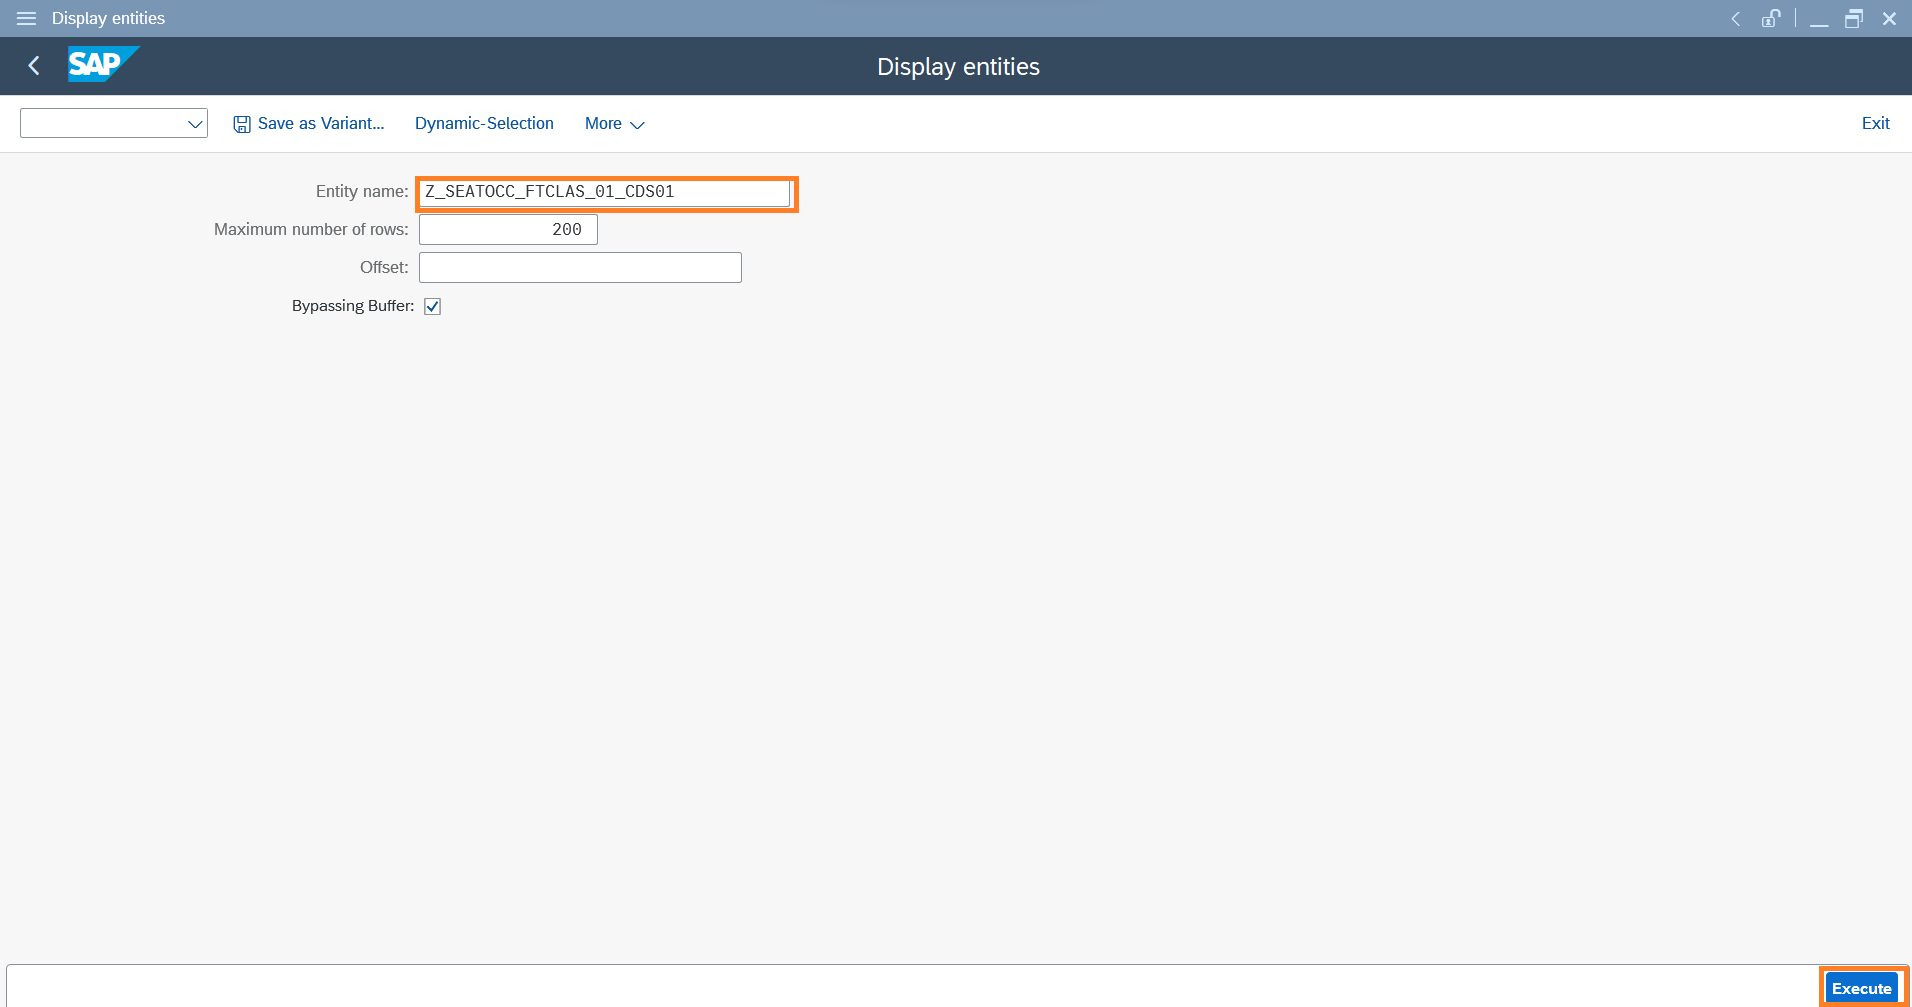 Display entities
SAP
Display entities
Save as Variant...
Dynamic-Selection
More
Exit
Entity name: Z_SEATOCC_FTCLAS_01_CDS01
Maximum number of rows: 200
Offset:
Bypassing Buffer:
Execute